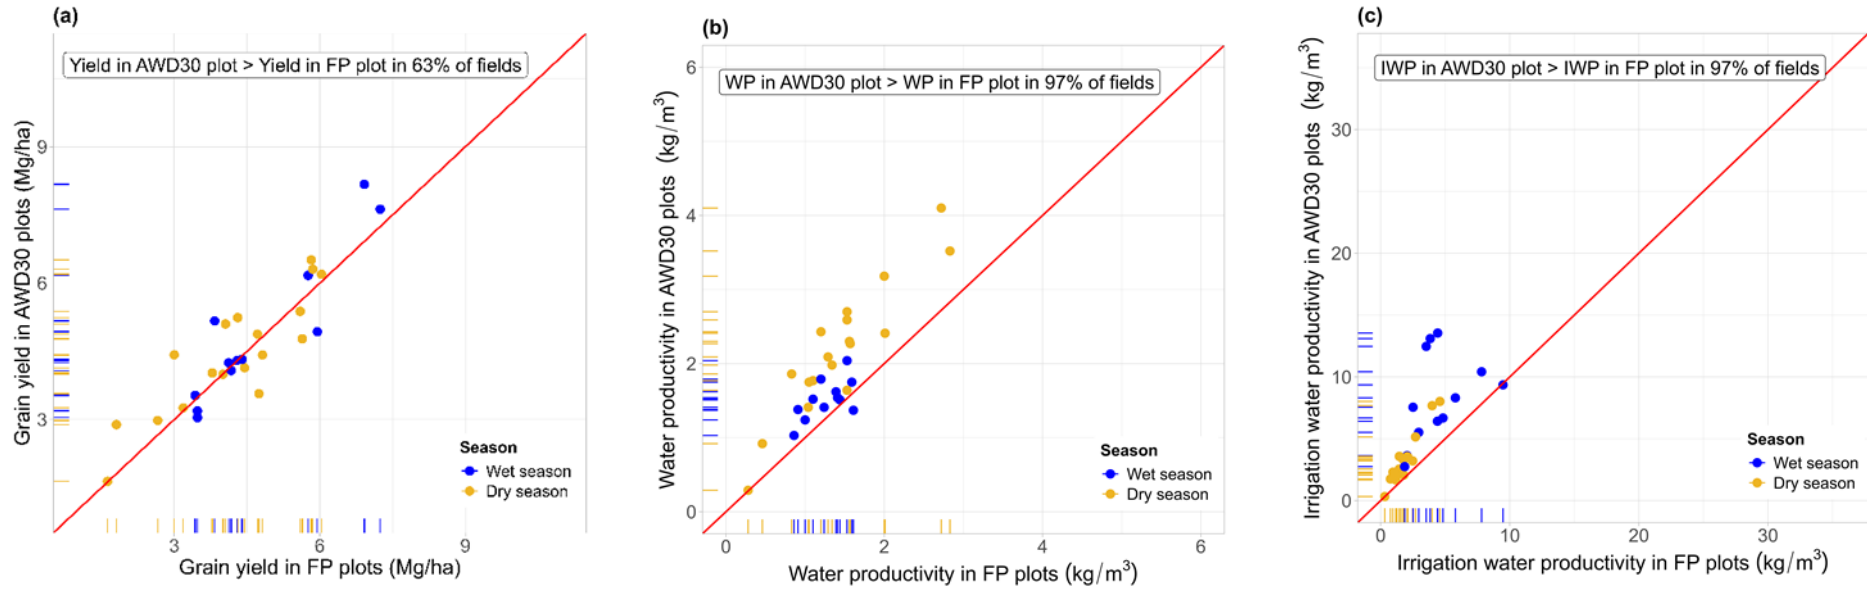 (a)
Yield in AWD30 plot > Yield in FP plot in 63% of fields
Grain yield in AWD30 plots (Mg/ha)
9
6
3
Season
Wet season
Dry season
3
6
9
Grain yield in FP plots (Mg/ha)
(b)
WP in AWD30 plot > WP in FP plot in 97% of fields
Water productivity in AWD30 plots (kg/m³)
6
4
2
0
Season
Wet season
Dry season
0
2
4
6
Water productivity in FP plots (kg/m³)
(c)
IWP in AWD30 plot > IWP in FP plot in 97% of fields
Irrigation water productivity in AWD30 plots (kg/m³)
30
20
10
0
Season
Wet season
Dry season
0
10
20
30
Irrigation water productivity in FP plots (kg/m³)